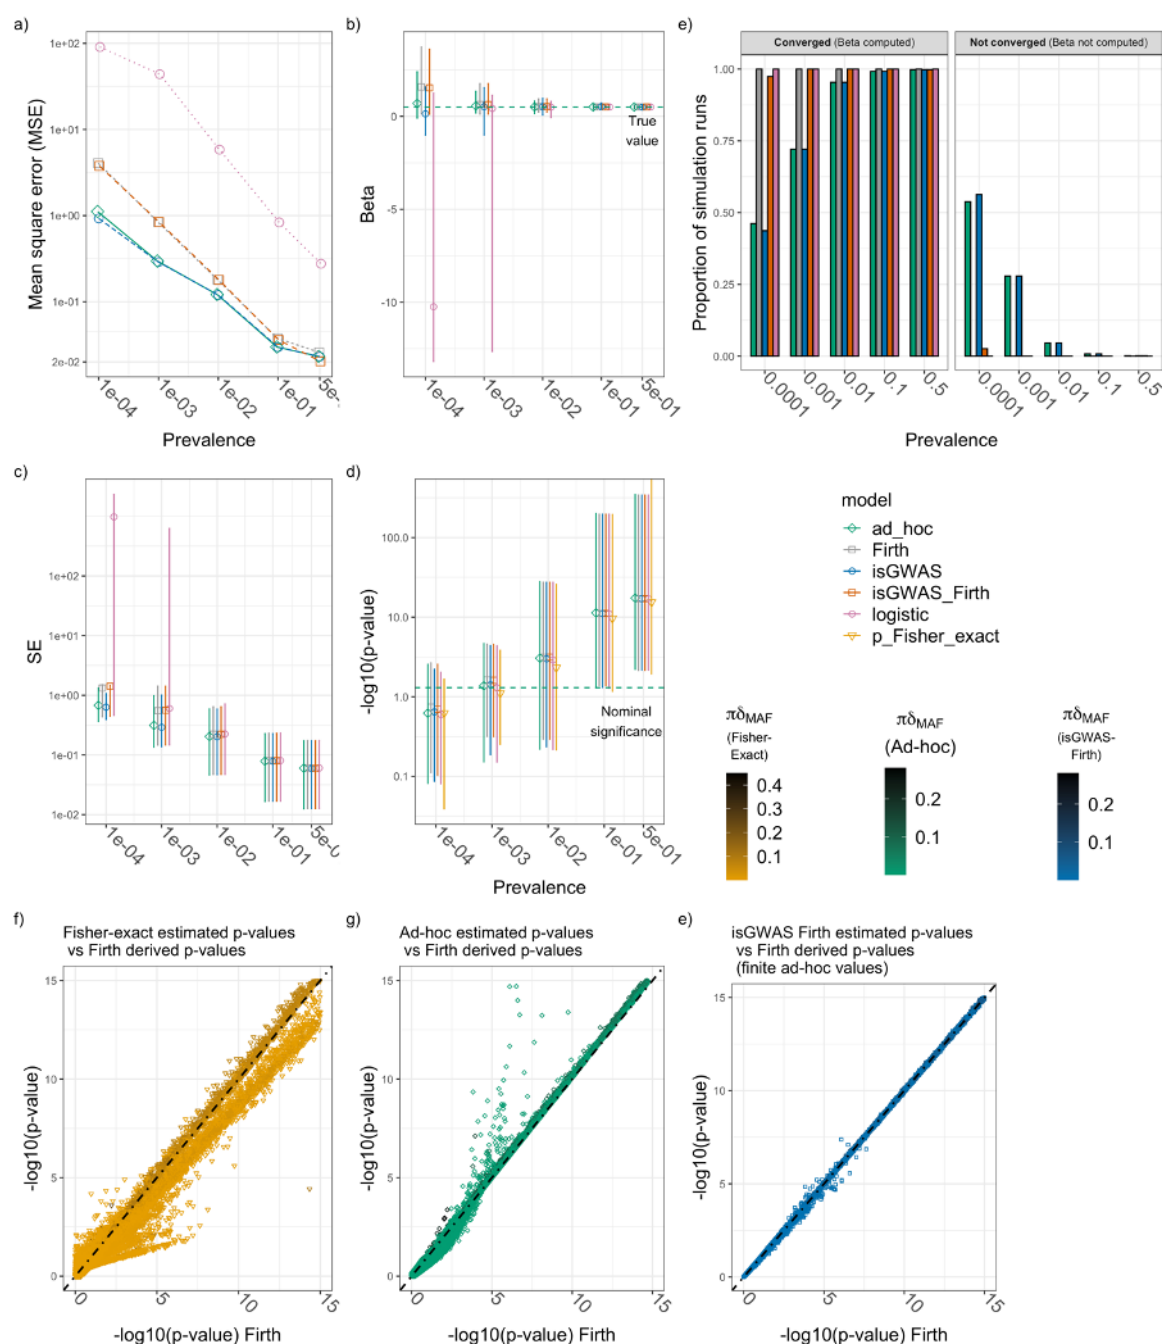 a)
Mean square error (MSE)
1e+02
1e+01
1e+00
1e-01
2e-02
1e-04
1e-03
1e-02
1e-01
5e-
Prevalence
b)
Beta
0
-5
-10
True
value
1e-04
1e-03
1e-02
1e-01
5e-01
e)
Converged (Beta computed)
Not converged (Beta not computed)
Proportion of simulation runs
1.00
0.75
0.50
0.25
0.00
0.0001
0.001
0.01
0.1
0.5
0.0001
0.001
0.01
0.1
0.5
Prevalence
c)
SE
1e+02
1e+01
1e+00
1e-01
1e-02
1e-04
1e-03
1e-02
1e-01
5e-0
d)
-log10(p-value)
100.0
10.0
1.0
0.1
Nominal
significance
1e-04
1e-03
1e-02
1e-01
5e-01
Prevalence
model
ad_hoc
Firth
isGWAS
isGWAS_Firth
logistic
p_Fisher_exact
πδMAF
(Fisher-
Exact)
0.4
0.3
0.2
0.1
πδMAF
(Ad-hoc)
0.2
0.1
πδMAF
(isGWAS-
Firth)
0.2
0.1
f)
Fisher-exact estimated p-values
vs Firth derived p-values
-log10(p-value)
15
10
5
0
0
5
10
15
-log10(p-value) Firth
g)
Ad-hoc estimated p-values
vs Firth derived p-values
-log10(p-value)
15
10
5
0
0
5
10
15
-log10(p-value) Firth
e)
isGWAS Firth estimated p-values
vs Firth derived p-values
(finite ad-hoc values)
-log10(p-value)
15
10
5
0
0
5
10
15
-log10(p-value) Firth